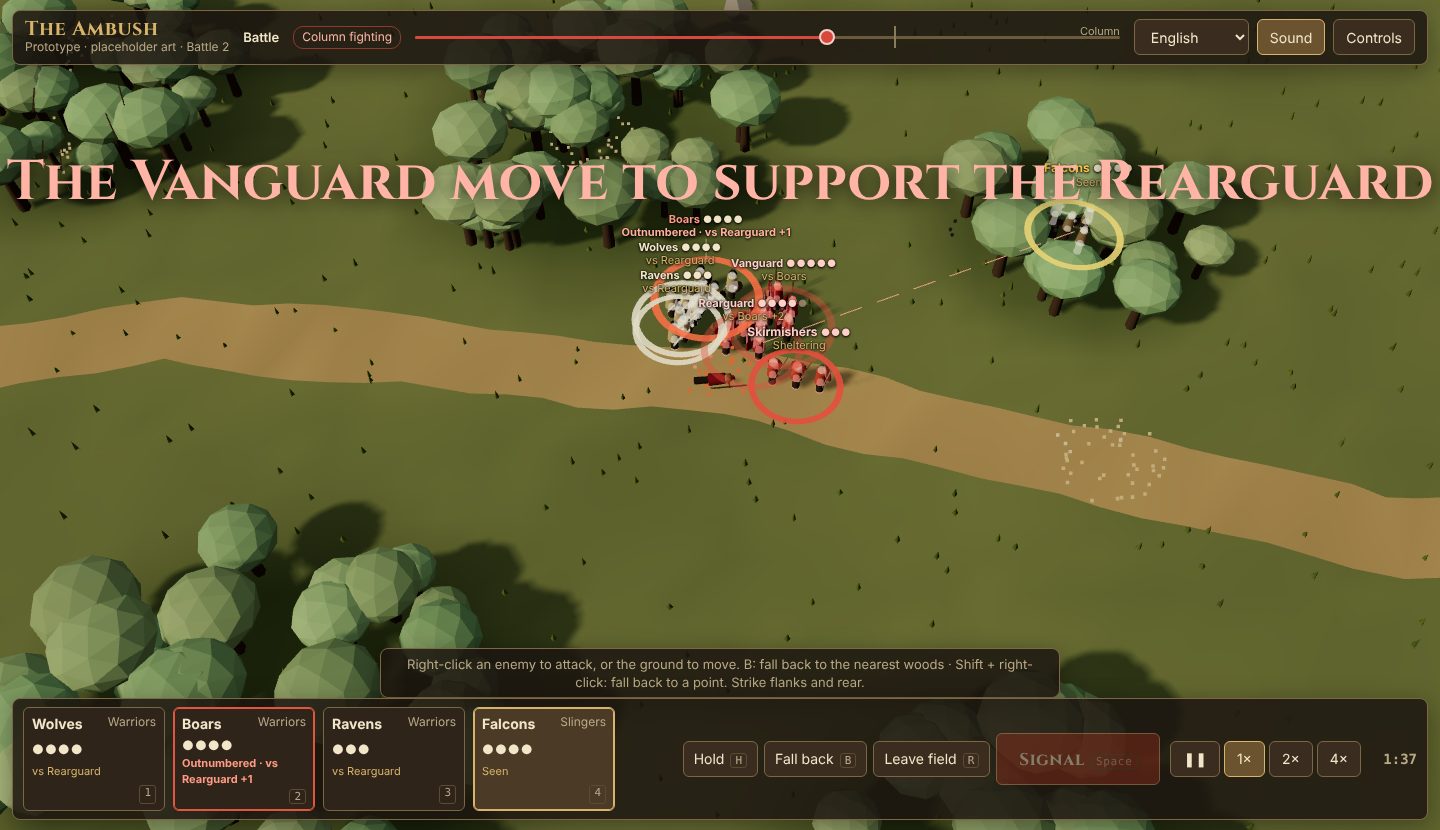 The Ambush
Prototype · placeholder art · Battle 2
Battle
Column fighting
Column
English
Sound
Controls
The Vanguard move to support the Rearguard
Falcons
Seen
Boars
Outnumbered · vs Rearguard +1
Wolves
vs Rearguard
Vanguard
vs Boars
Ravens
vs Rearguard
Rearguard
vs Boars +2
Skirmishers
Sheltering
Right-click an enemy to attack, or the ground to move. B: fall back to the nearest woods · Shift + right-
click: fall back to a point. Strike flanks and rear.
Wolves Warriors
vs Rearguard
1
Boars Warriors
Outnumbered · vs
Rearguard +1
2
Ravens Warriors
vs Rearguard
3
Falcons Slingers
Seen
4
Hold H
Fall back B
Leave field R
Signal Space
1×
2×
4×
1:37